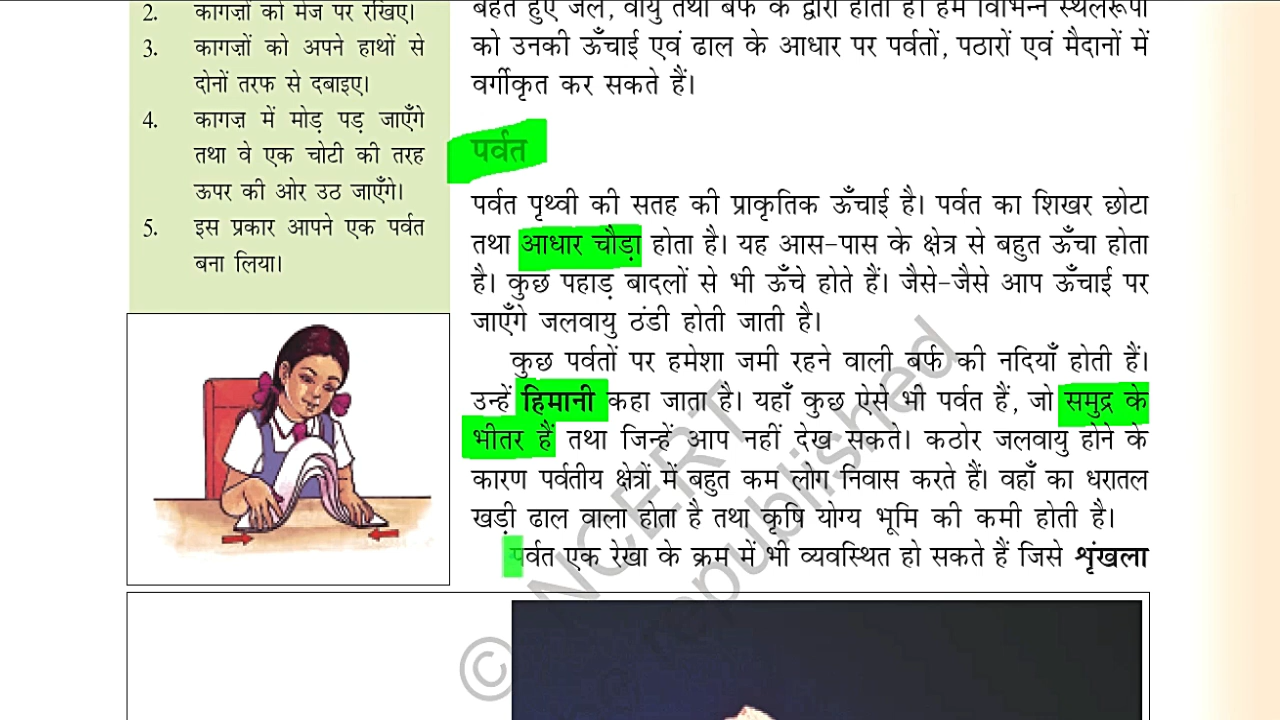 2. कागज़ों को मेज पर रखिए।
3. कागज़ों को अपने हाथों से
दोनों तरफ से दबाइए।
4. कागज़ में मोड़ पड़ जाएँगे
तथा वे एक चोटी की तरह
ऊपर की ओर उठ जाएँगे।
5. इस प्रकार आपने एक पर्वत
बना लिया।
बहते हुए जल, वायु तथा बर्फ के द्वारा होता है। हम विभिन्न स्थलरूपों
को उनकी ऊँचाई एवं ढाल के आधार पर पर्वतों, पठारों एवं मैदानों में
वर्गीकृत कर सकते हैं।
पर्वत
पर्वत पृथ्वी की सतह की प्राकृतिक ऊँचाई है। पर्वत का शिखर छोटा
तथा आधार चौड़ा होता है। यह आस-पास के क्षेत्र से बहुत ऊँचा होता
है। कुछ पहाड़ बादलों से भी ऊँचे होते हैं। जैसे-जैसे आप ऊँचाई पर
जाएँगे जलवायु ठंडी होती जाती है।
कुछ पर्वतों पर हमेशा जमी रहने वाली बर्फ की नदियाँ होती हैं।
उन्हें हिमानी कहा जाता है। यहाँ कुछ ऐसे भी पर्वत हैं, जो समुद्र के
भीतर हैं तथा जिन्हें आप नहीं देख सकते। कठोर जलवायु होने के
कारण पर्वतीय क्षेत्रों में बहुत कम लोग निवास करते हैं। वहाँ का धरातल
खड़ी ढाल वाला होता है तथा कृषि योग्य भूमि की कमी होती है।
पर्वत एक रेखा के क्रम में भी व्यवस्थित हो सकते हैं जिसे शृंखला
© NCERT
republished